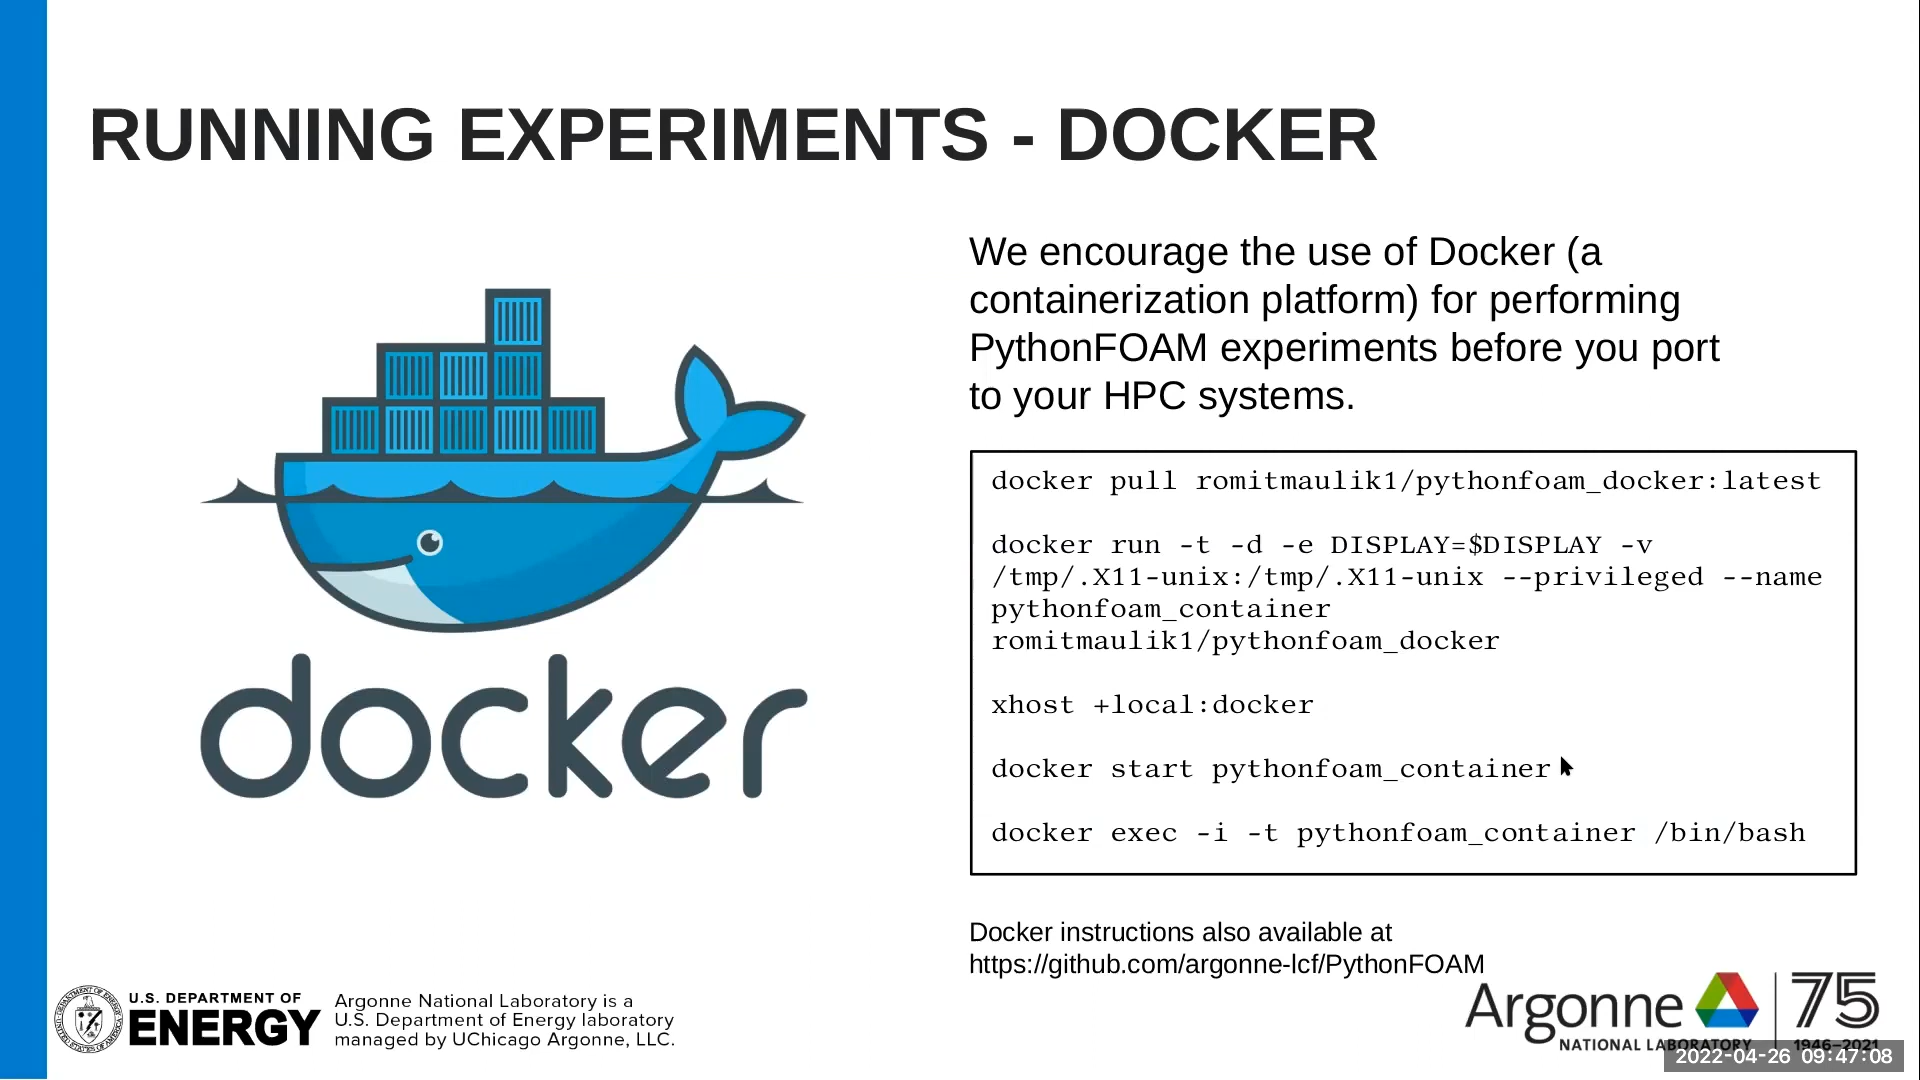 RUNNING EXPERIMENTS - DOCKER
docker
We encourage the use of Docker (a
containerization platform) for performing
PythonFOAM experiments before you port
to your HPC systems.
docker pull romitmaulik1/pythonfoam_docker:latest
docker run -t -d -e DISPLAY=$DISPLAY -v
/tmp/.X11-unix:/tmp/.X11-unix --privileged --name
pythonfoam_container
romitmaulik1/pythonfoam_docker
xhost +local:docker
docker start pythonfoam_container
docker exec -i -t pythonfoam_container /bin/bash
Docker instructions also available at
https://github.com/argonne-lcf/PythonFOAM
U.S. DEPARTMENT OF
ENERGY
Argonne National Laboratory is a
U.S. Department of Energy laboratory
managed by UChicago Argonne, LLC.
Argonne
NATIONAL LABORATORY
75
1946–2021
2022-04-26 09:47:08